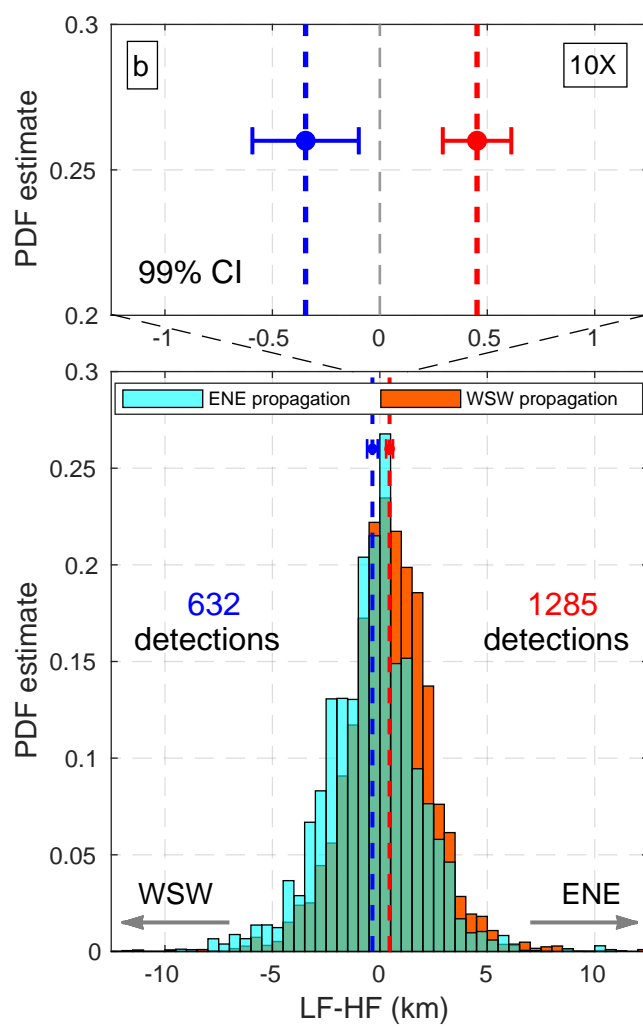 0.3
b
10X
0.25
PDF estimate
99% CI
0.2
-1
-0.5
0
0.5
1
0.3
ENE propagation
WSW propagation
0.25
0.2
632
detections
1285
detections
0.15
PDF estimate
0.1
0.05
WSW
ENE
0
-10
-5
0
5
10
LF-HF (km)